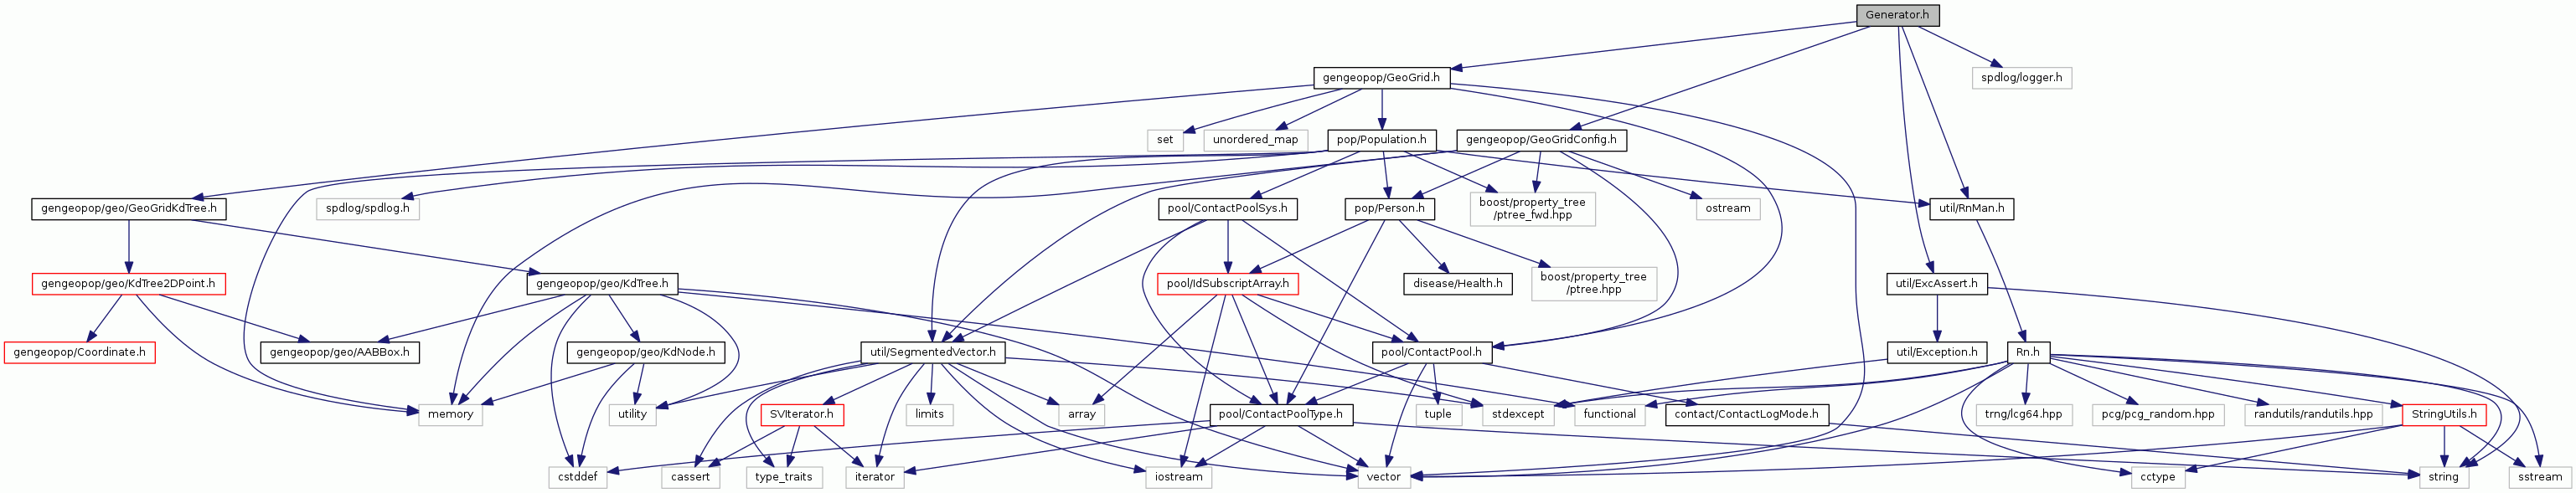 Generator.h
gengeopop/GeoGrid.h
spdlog/logger.h
set
unordered_map
pop/Population.h
gengeopop/GeoGridConfig.h
gengeopop/geo/GeoGridKdTree.h
spdlog/spdlog.h
pool/ContactPoolSys.h
pop/Person.h
boost/property_tree
/ptree_fwd.hpp
ostream
util/RnMan.h
gengeopop/geo/KdTree2DPoint.h
gengeopop/geo/KdTree.h
pool/IdSubscriptArray.h
disease/Health.h
boost/property_tree
/ptree.hpp
util/ExcAssert.h
gengeopop/Coordinate.h
gengeopop/geo/AABBox.h
gengeopop/geo/KdNode.h
util/SegmentedVector.h
pool/ContactPool.h
util/Exception.h
Rn.h
memory
utility
SVIterator.h
limits
array
pool/ContactPoolType.h
tuple
stdexcept
functional
contact/ContactLogMode.h
trng/lcg64.hpp
pcg/pcg_random.hpp
randutils/randutils.hpp
StringUtils.h
cstddef
cassert
type_traits
iterator
iostream
vector
cctype
string
sstream